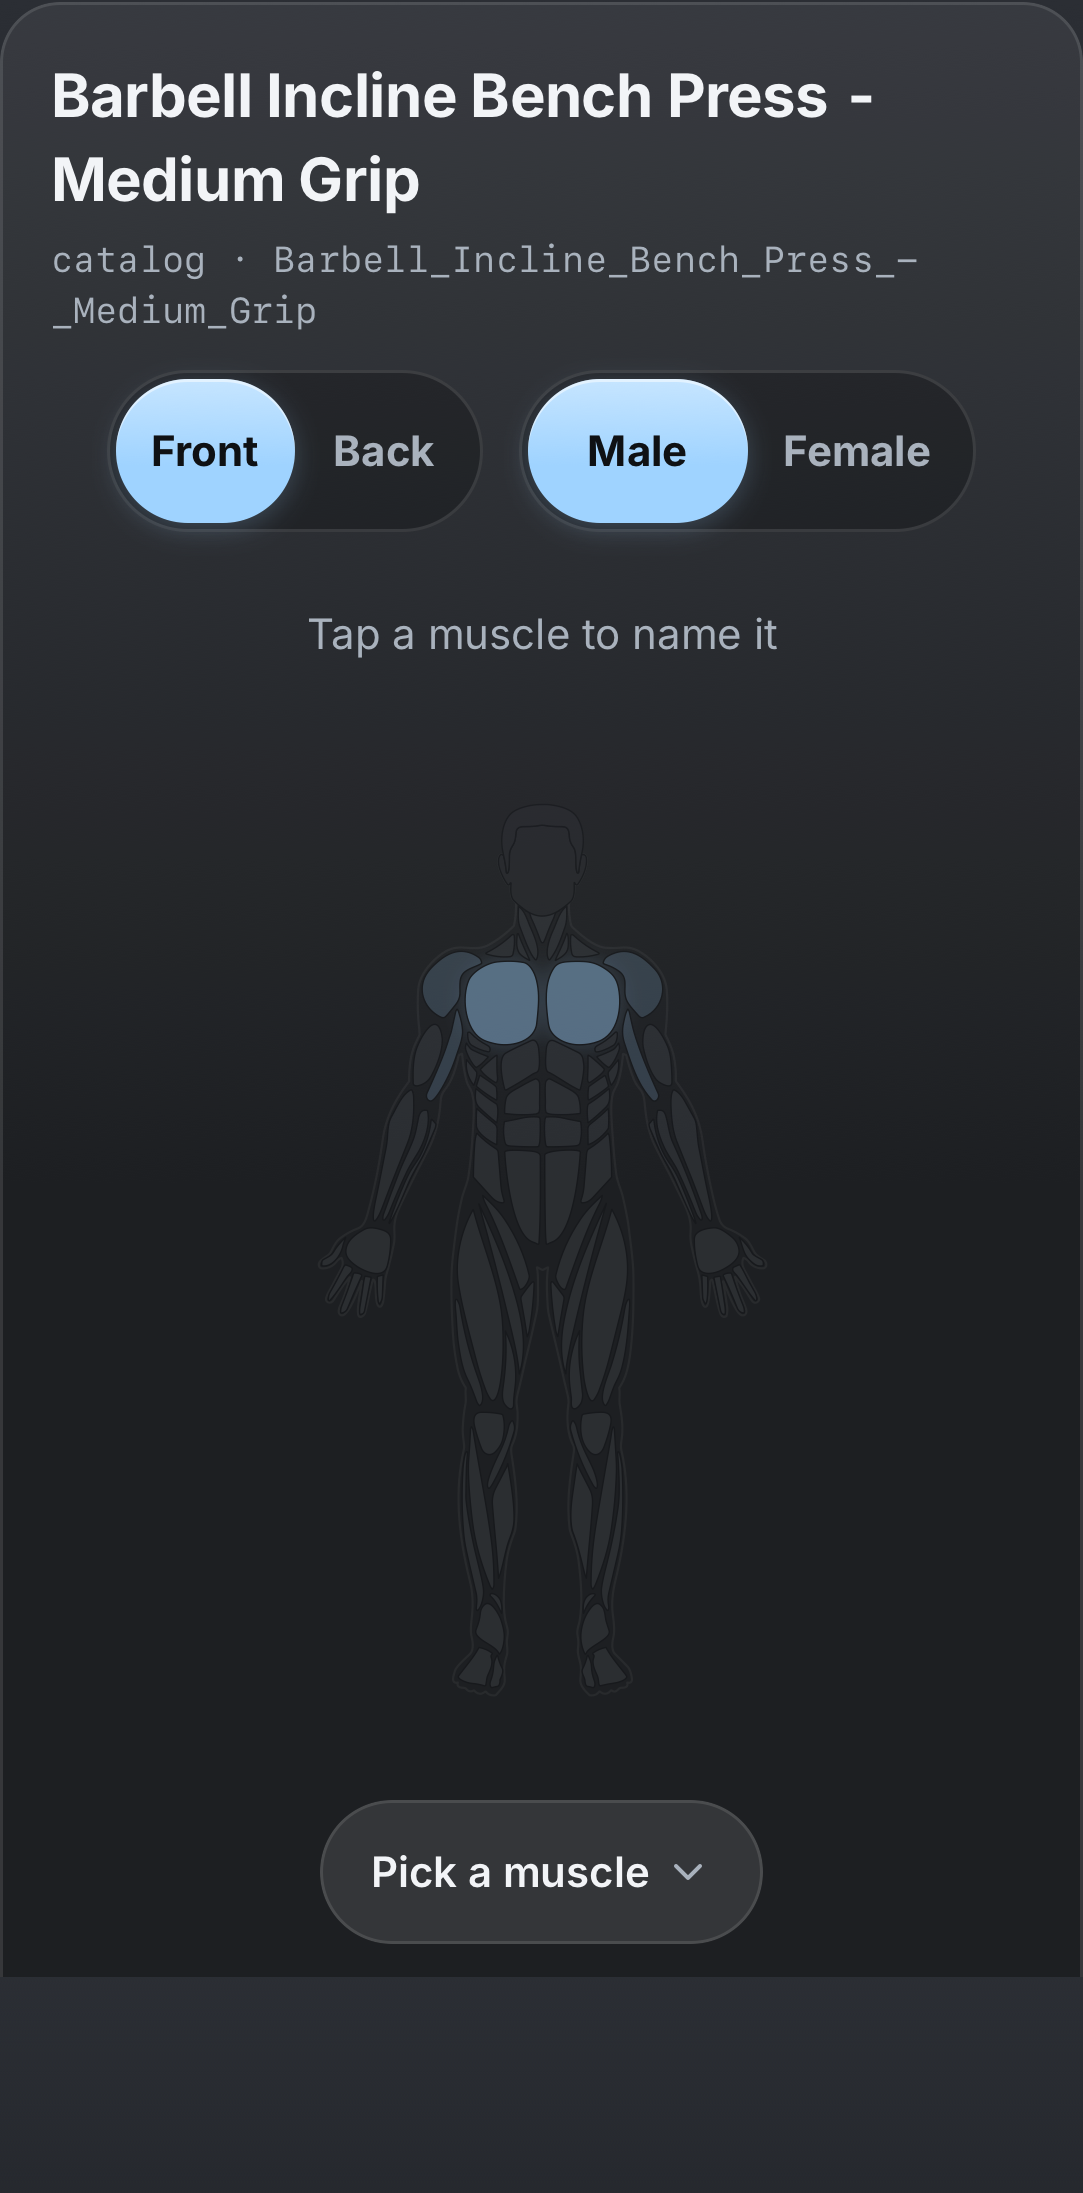 Barbell Incline Bench Press -
Medium Grip
catalog · Barbell_Incline_Bench_Press_-
_Medium_Grip
Front
Back
Male
Female
Tap a muscle to name it
Pick a muscle